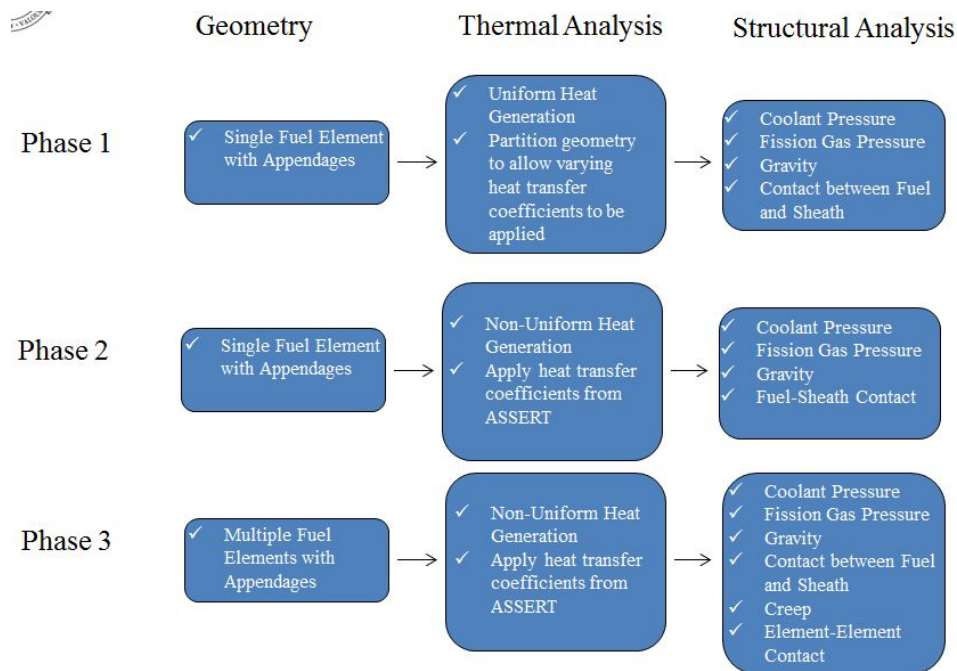 Geometry
Thermal Analysis
Structural Analysis
Phase 1
✓ Single Fuel Element
with Appendages
✓ Uniform Heat
Generation
✓ Partition geometry
to allow varying
heat transfer
coefficients to be
applied
✓ Coolant Pressure
✓ Fission Gas Pressure
✓ Gravity
✓ Contact between Fuel
and Sheath
Phase 2
✓ Single Fuel Element
with Appendages
✓ Non-Uniform Heat
Generation
✓ Apply heat transfer
coefficients from
ASSERT
✓ Coolant Pressure
✓ Fission Gas Pressure
✓ Gravity
✓ Fuel-Sheath Contact
Phase 3
✓ Multiple Fuel
Elements with
Appendages
✓ Non-Uniform Heat
Generation
✓ Apply heat transfer
coefficients from
ASSERT
✓ Coolant Pressure
✓ Fission Gas Pressure
✓ Gravity
✓ Contact between Fuel
and Sheath
✓ Creep
✓ Element-Element
Contact